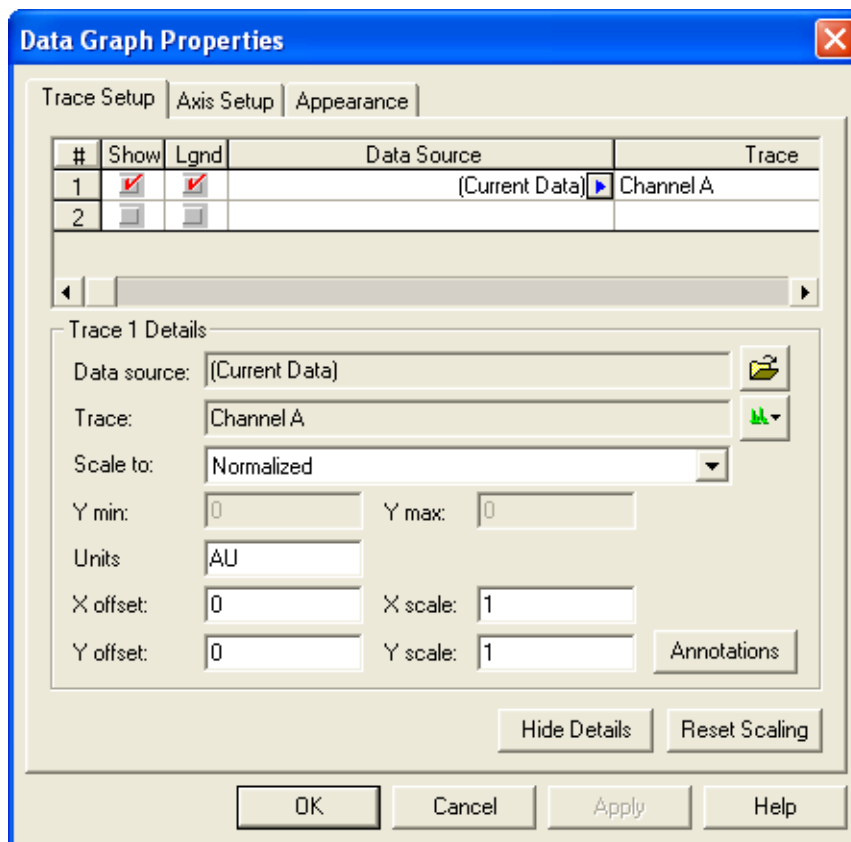 Data Graph Properties
Trace Setup Axis Setup Appearance
# Show Lgnd Data Source Trace
1 (Current Data) Channel A
2
Trace 1 Details
Data source: (Current Data)
Trace: Channel A
Scale to: Normalized
Y min: 0 Y max: 0
Units AU
X offset: 0 X scale: 1
Y offset: 0 Y scale: 1 Annotations
Hide Details Reset Scaling
OK Cancel Apply Help